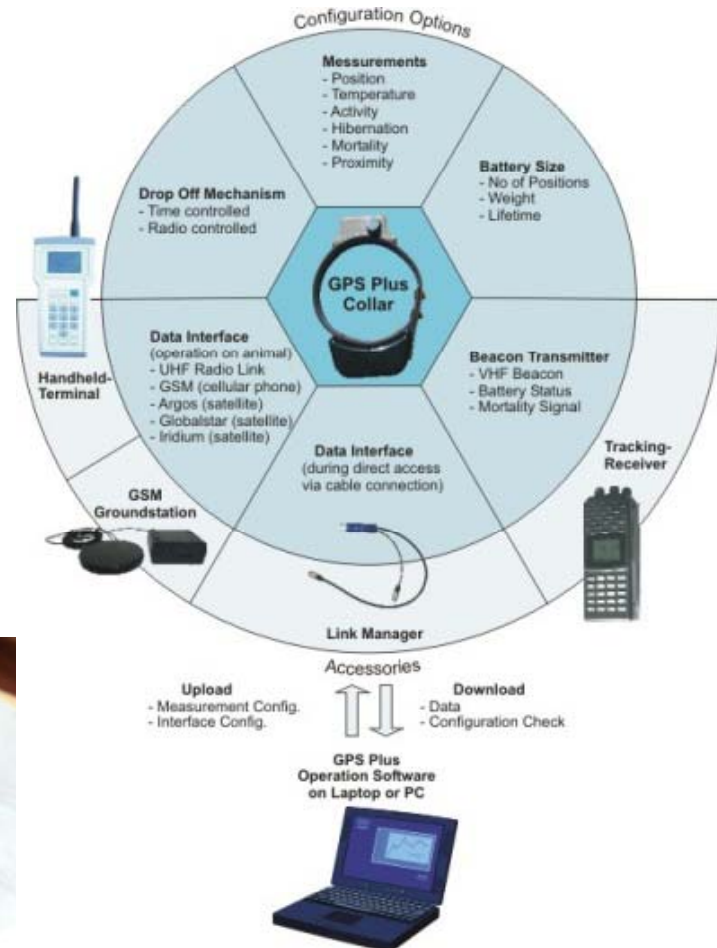 Configuration Options
Messurements
- Position
- Temperature
- Activity
- Hibernation
- Mortality
- Proximity
Battery Size
- No of Positions
- Weight
- Lifetime
Drop Off Mechanism
- Time controlled
- Radio controlled
GPS Plus
Collar
Data Interface
(operation on animal)
- UHF Radio Link
- GSM (cellular phone)
- Argos (satellite)
- Globalstar (satellite)
- Iridium (satellite)
Beacon Transmitter
- VHF Beacon
- Battery Status
- Mortality Signal
Handheld-
Terminal
Data Interface
(during direct access
via cable connection)
Tracking-
Receiver
GSM
Groundstation
Link Manager
Accessories
Upload
- Measurement Config.
- Interface Config.
Download
- Data
- Configuration Check
GPS Plus
Operation Software
on Laptop or PC